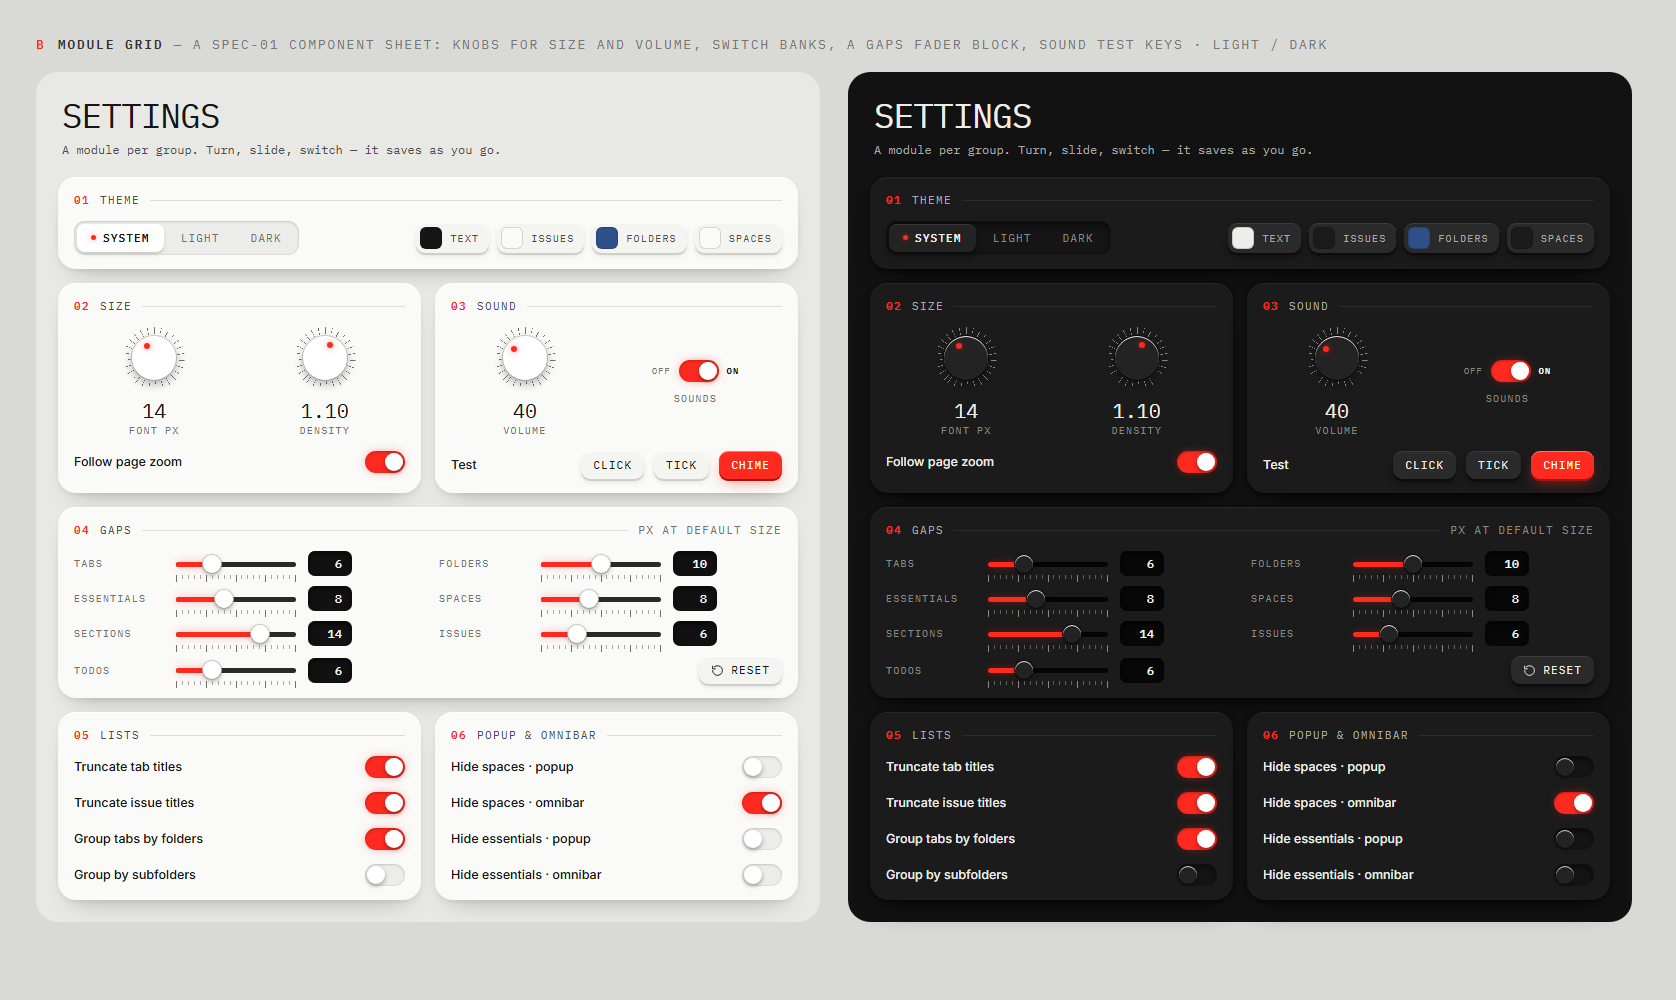 B MODULE GRID — A SPEC-01 COMPONENT SHEET: KNOBS FOR SIZE AND VOLUME, SWITCH BANKS, A GAPS FADER BLOCK, SOUND TEST KEYS · LIGHT / DARK
SETTINGS
A module per group. Turn, slide, switch — it saves as you go.
01 THEME
SYSTEM LIGHT DARK TEXT ISSUES FOLDERS SPACES
02 SIZE
14 1.10
FONT PX DENSITY
Follow page zoom
03 SOUND
OFF ON
SOUNDS
40
VOLUME
Test CLICK TICK CHIME
04 GAPS PX AT DEFAULT SIZE
TABS 6 FOLDERS 10
ESSENTIALS 8 SPACES 8
SECTIONS 14 ISSUES 6
TODOS 6 RESET
05 LISTS
Truncate tab titles
Truncate issue titles
Group tabs by folders
Group by subfolders
06 POPUP & OMNIBAR
Hide spaces · popup
Hide spaces · omnibar
Hide essentials · popup
Hide essentials · omnibar
SETTINGS
A module per group. Turn, slide, switch — it saves as you go.
01 THEME
SYSTEM LIGHT DARK TEXT ISSUES FOLDERS SPACES
02 SIZE
14 1.10
FONT PX DENSITY
Follow page zoom
03 SOUND
OFF ON
SOUNDS
40
VOLUME
Test CLICK TICK CHIME
04 GAPS PX AT DEFAULT SIZE
TABS 6 FOLDERS 10
ESSENTIALS 8 SPACES 8
SECTIONS 14 ISSUES 6
TODOS 6 RESET
05 LISTS
Truncate tab titles
Truncate issue titles
Group tabs by folders
Group by subfolders
06 POPUP & OMNIBAR
Hide spaces · popup
Hide spaces · omnibar
Hide essentials · popup
Hide essentials · omnibar